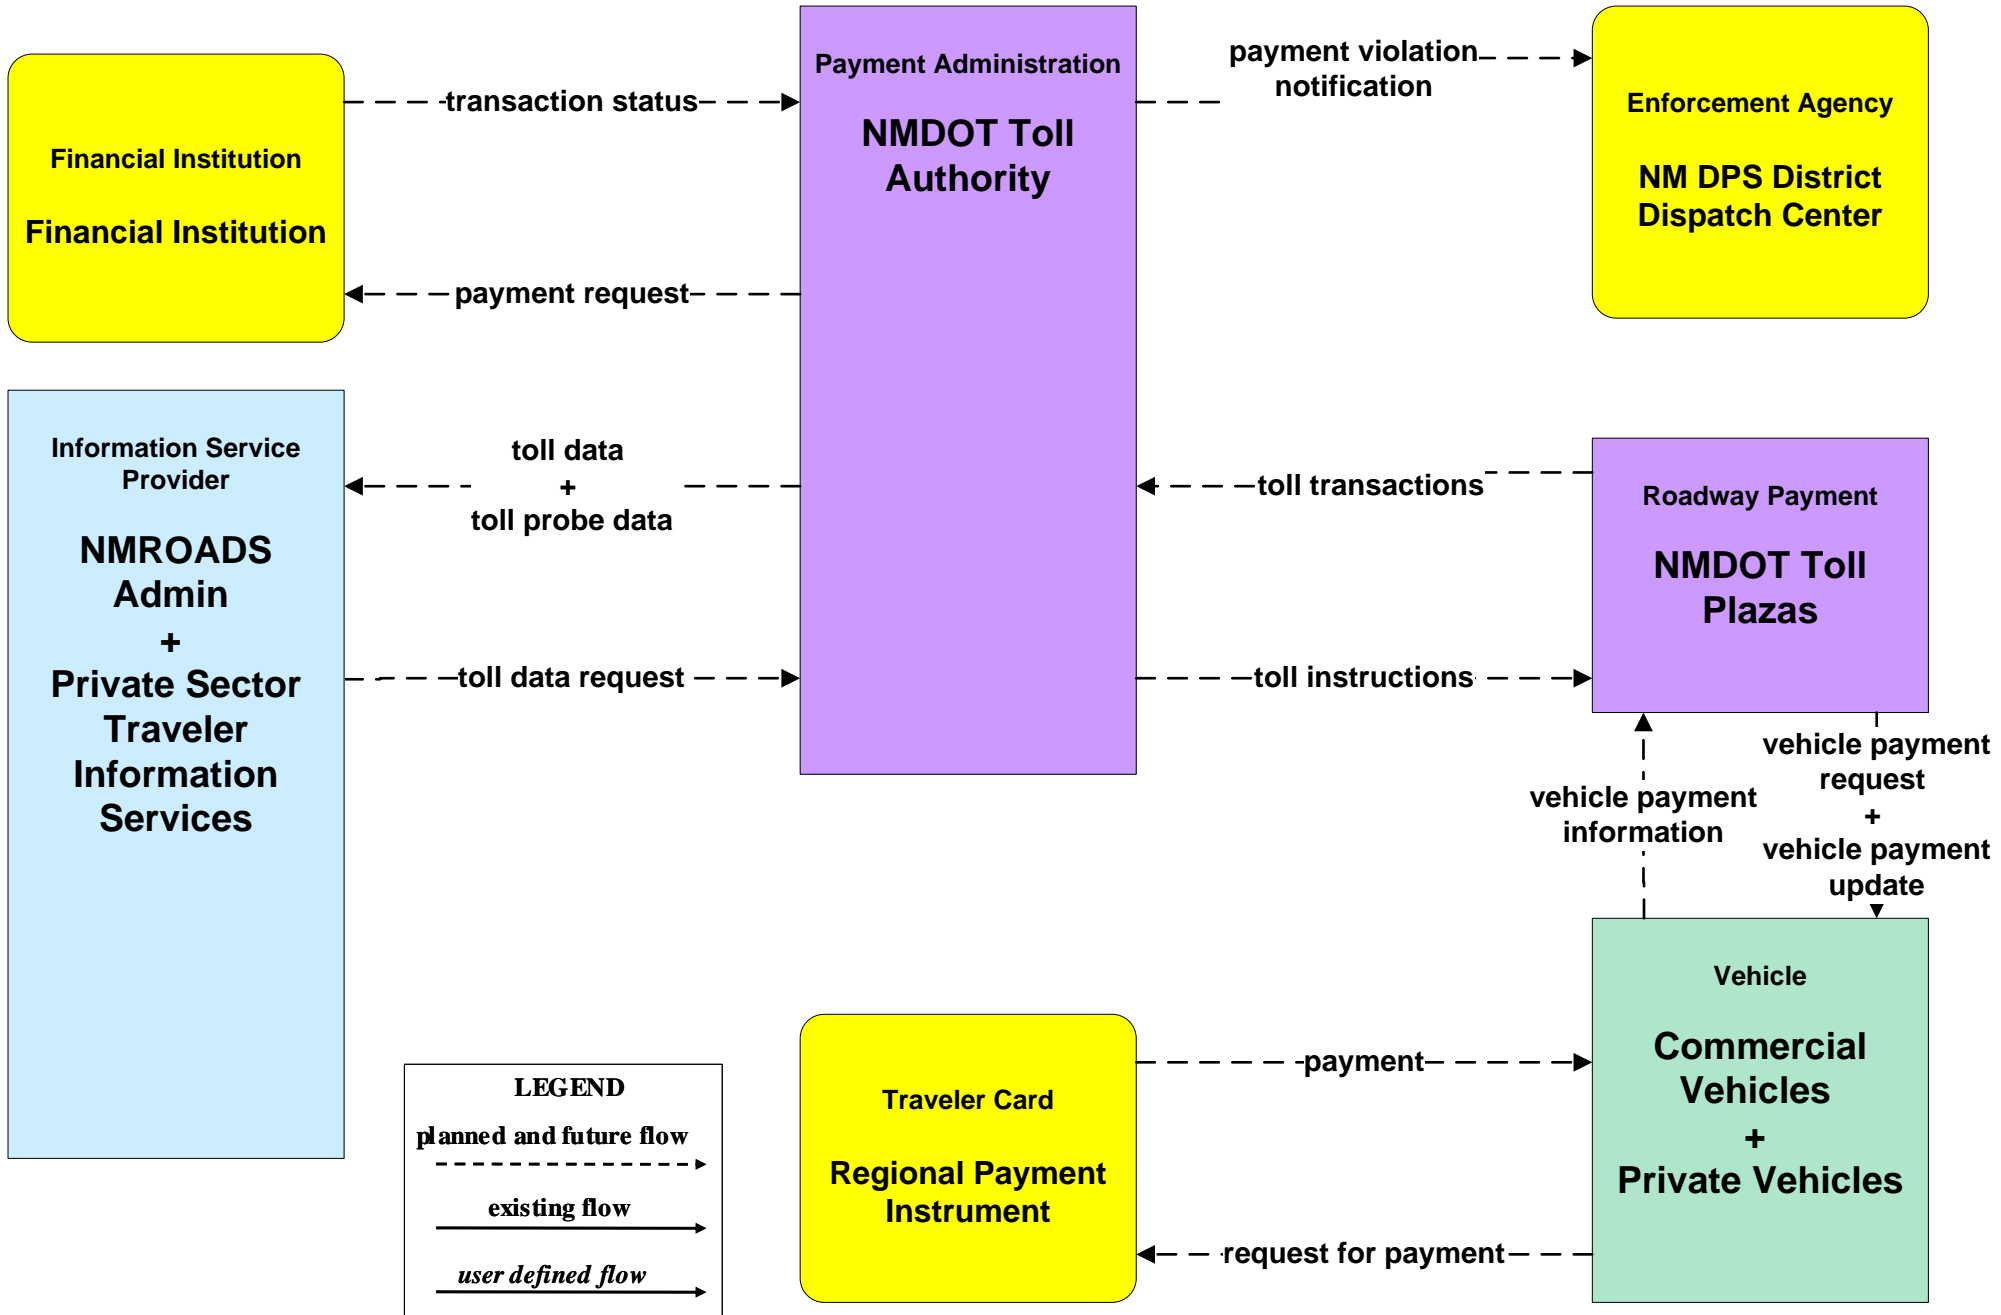 Financial Institution
Financial Institution
transaction status
payment request
Payment Administration
NMDOT Toll
Authority
payment violation
notification
Enforcement Agency
NM DPS District
Dispatch Center
Information Service
Provider
NMROADS
Admin
+
Private Sector
Traveler
Information
Services
toll data
+
toll probe data
toll data request
toll transactions
toll instructions
Roadway Payment
NMDOT Toll
Plazas
vehicle payment
information
vehicle payment
request
+
vehicle payment
update
Vehicle
Commercial
Vehicles
+
Private Vehicles
Traveler Card
Regional Payment
Instrument
payment
request for payment
LEGEND
planned and future flow
existing flow
user defined flow